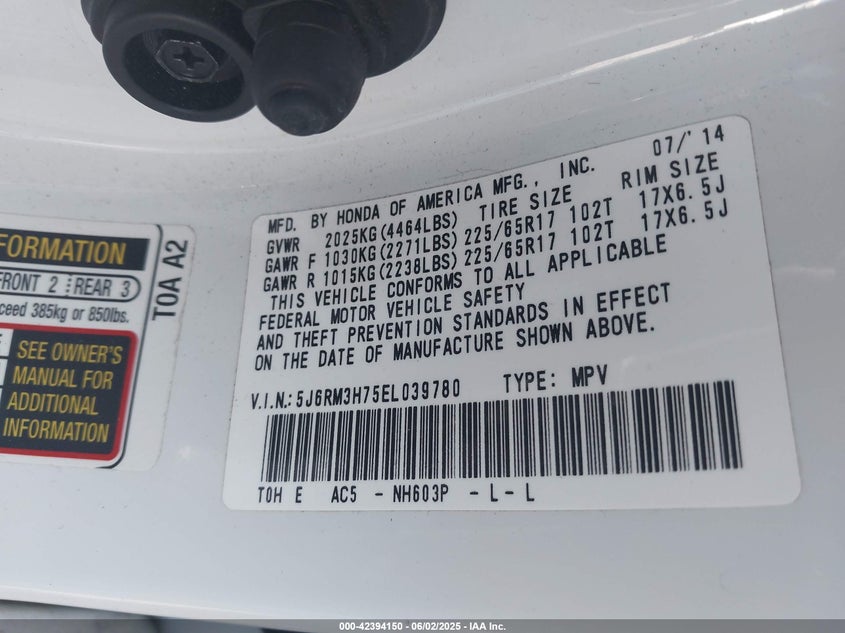 FORMATION
FRONT 2 REAR 3
ceed 385kg or 850lbs.
SEE OWNER'S
MANUAL FOR
ADDITIONAL
INFORMATION
T0A A2
07/'14
MFD. BY HONDA OF AMERICA MFG., INC.
TIRE SIZE RIM SIZE
GVWR 2025KG(4464LBS)
GAWR F 1030KG(2271LBS) 225/65R17 102T 17X6.5J
GAWR R 1015KG(2238LBS) 225/65R17 102T 17X6.5J
THIS VEHICLE CONFORMS TO ALL APPLICABLE
FEDERAL MOTOR VEHICLE SAFETY
AND THEFT PREVENTION STANDARDS IN EFFECT
ON THE DATE OF MANUFACTURE SHOWN ABOVE.
V.I.N.: 5J6RM3H75EL039780 TYPE: MPV
T0H E AC5 - NH603P - L - L
000-42394150 - 06/02/2025 - IAA Inc.